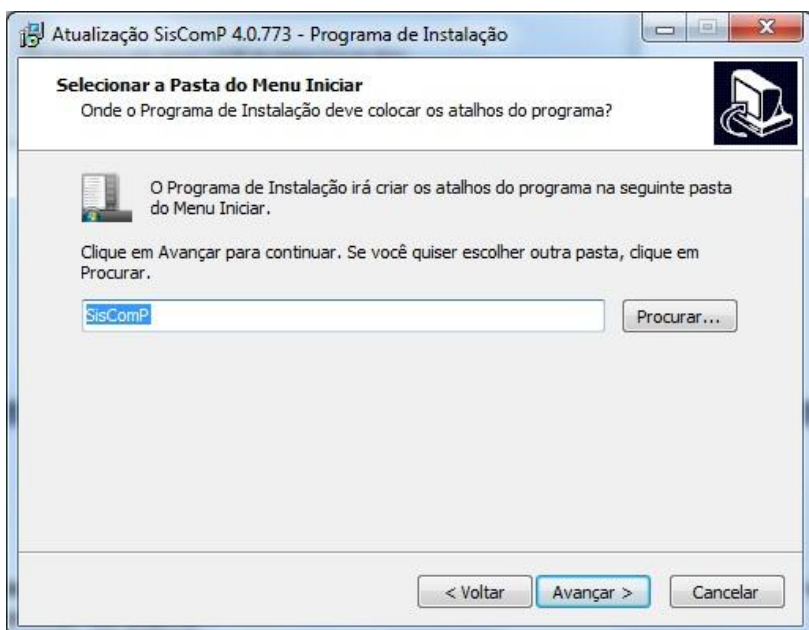 Atualização SisComP 4.0.773 - Programa de Instalação
Selecionar a Pasta do Menu Iniciar
Onde o Programa de Instalação deve colocar os atalhos do programa?
O Programa de Instalação irá criar os atalhos do programa na seguinte pasta
do Menu Iniciar.
Clique em Avançar para continuar. Se você quiser escolher outra pasta, clique em
Procurar.
SisComP
Procurar...
< Voltar
Avançar >
Cancelar